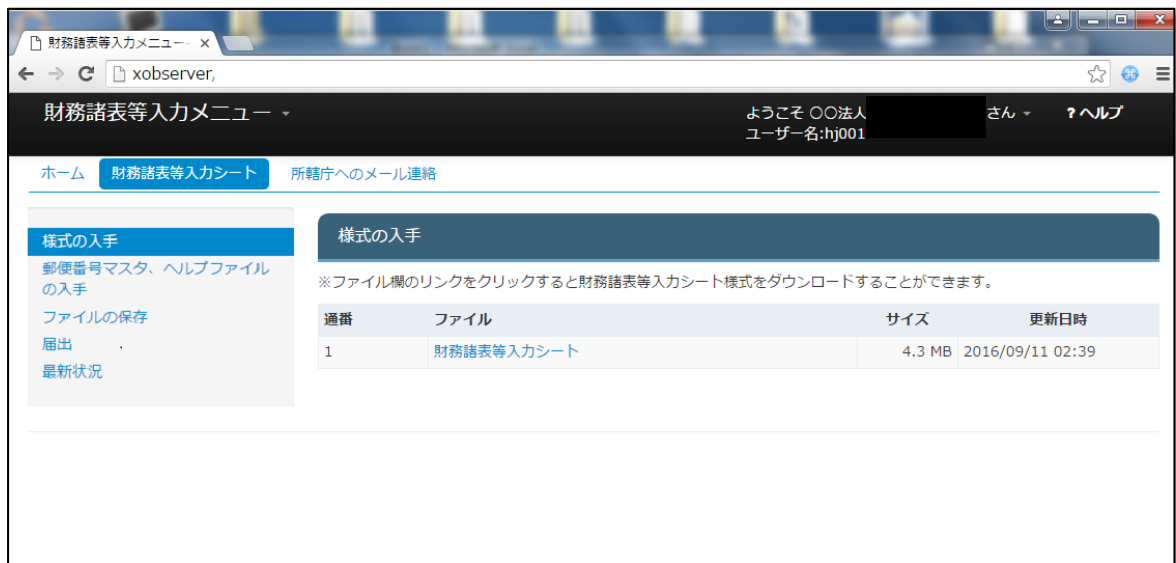 財務諸表等入力メニュー
xobserver,
財務諸表等入力メニュー
ようこそ 〇〇法人 さん
?ヘルプ
ユーザー名:hj001
ホーム
財務諸表等入力シート
所轄庁へのメール連絡
様式の入手
郵便番号マスタ、ヘルプファイル
の入手
ファイルの保存
届出
最新状況
様式の入手
※ファイル欄のリンクをクリックすると財務諸表等入力シート様式をダウンロードすることができます。
通番 ファイル サイズ 更新日時
1 財務諸表等入力シート 4.3 MB 2016/09/11 02:39